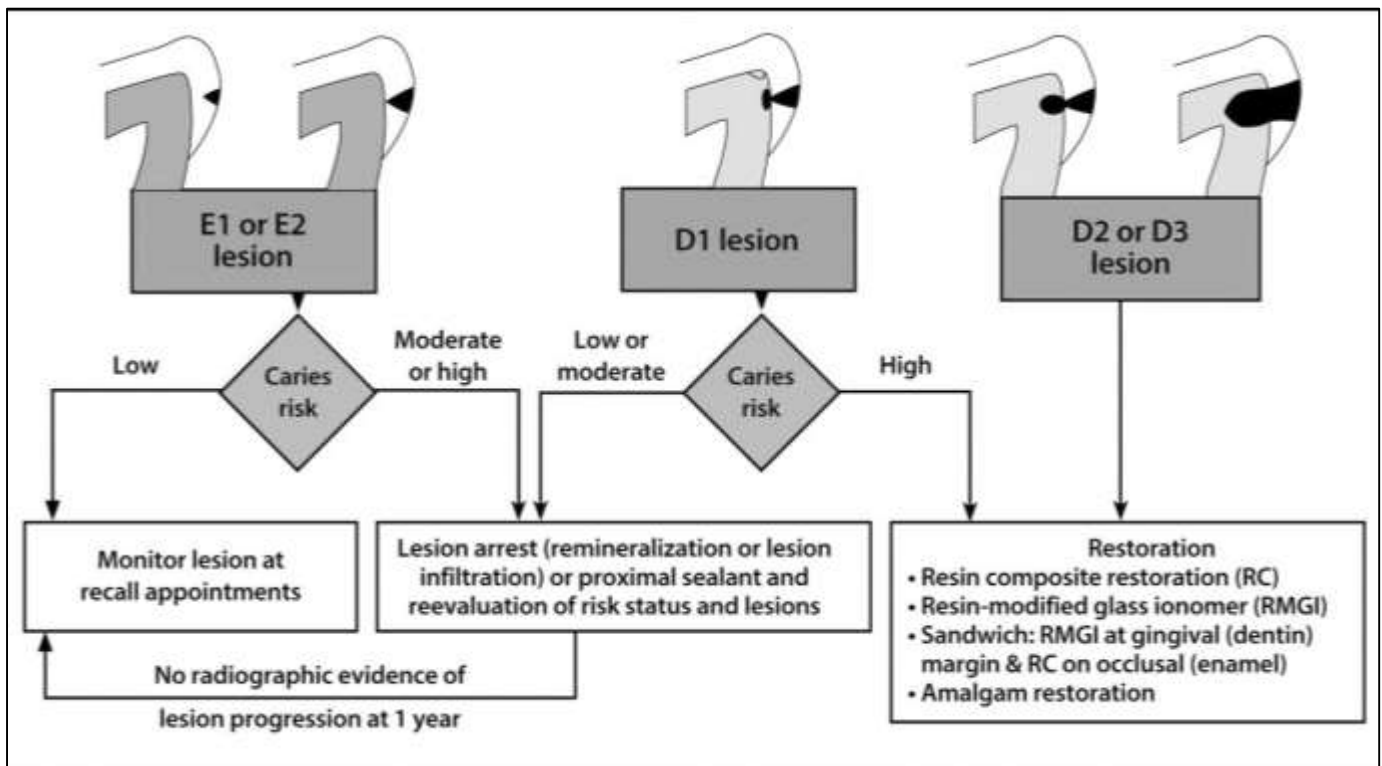 E1 or E2
lesion
D1 lesion
D2 or D3
lesion
Low
Caries
risk
Moderate
or high
Low or
moderate
Caries
risk
High
Monitor lesion at
recall appointments
Lesion arrest (remineralization or lesion
infiltration) or proximal sealant and
reevaluation of risk status and lesions
Restoration
• Resin composite restoration (RC)
• Resin-modified glass ionomer (RMGI)
• Sandwich: RMGI at gingival (dentin)
margin & RC on occlusal (enamel)
• Amalgam restoration
No radiographic evidence of
lesion progression at 1 year